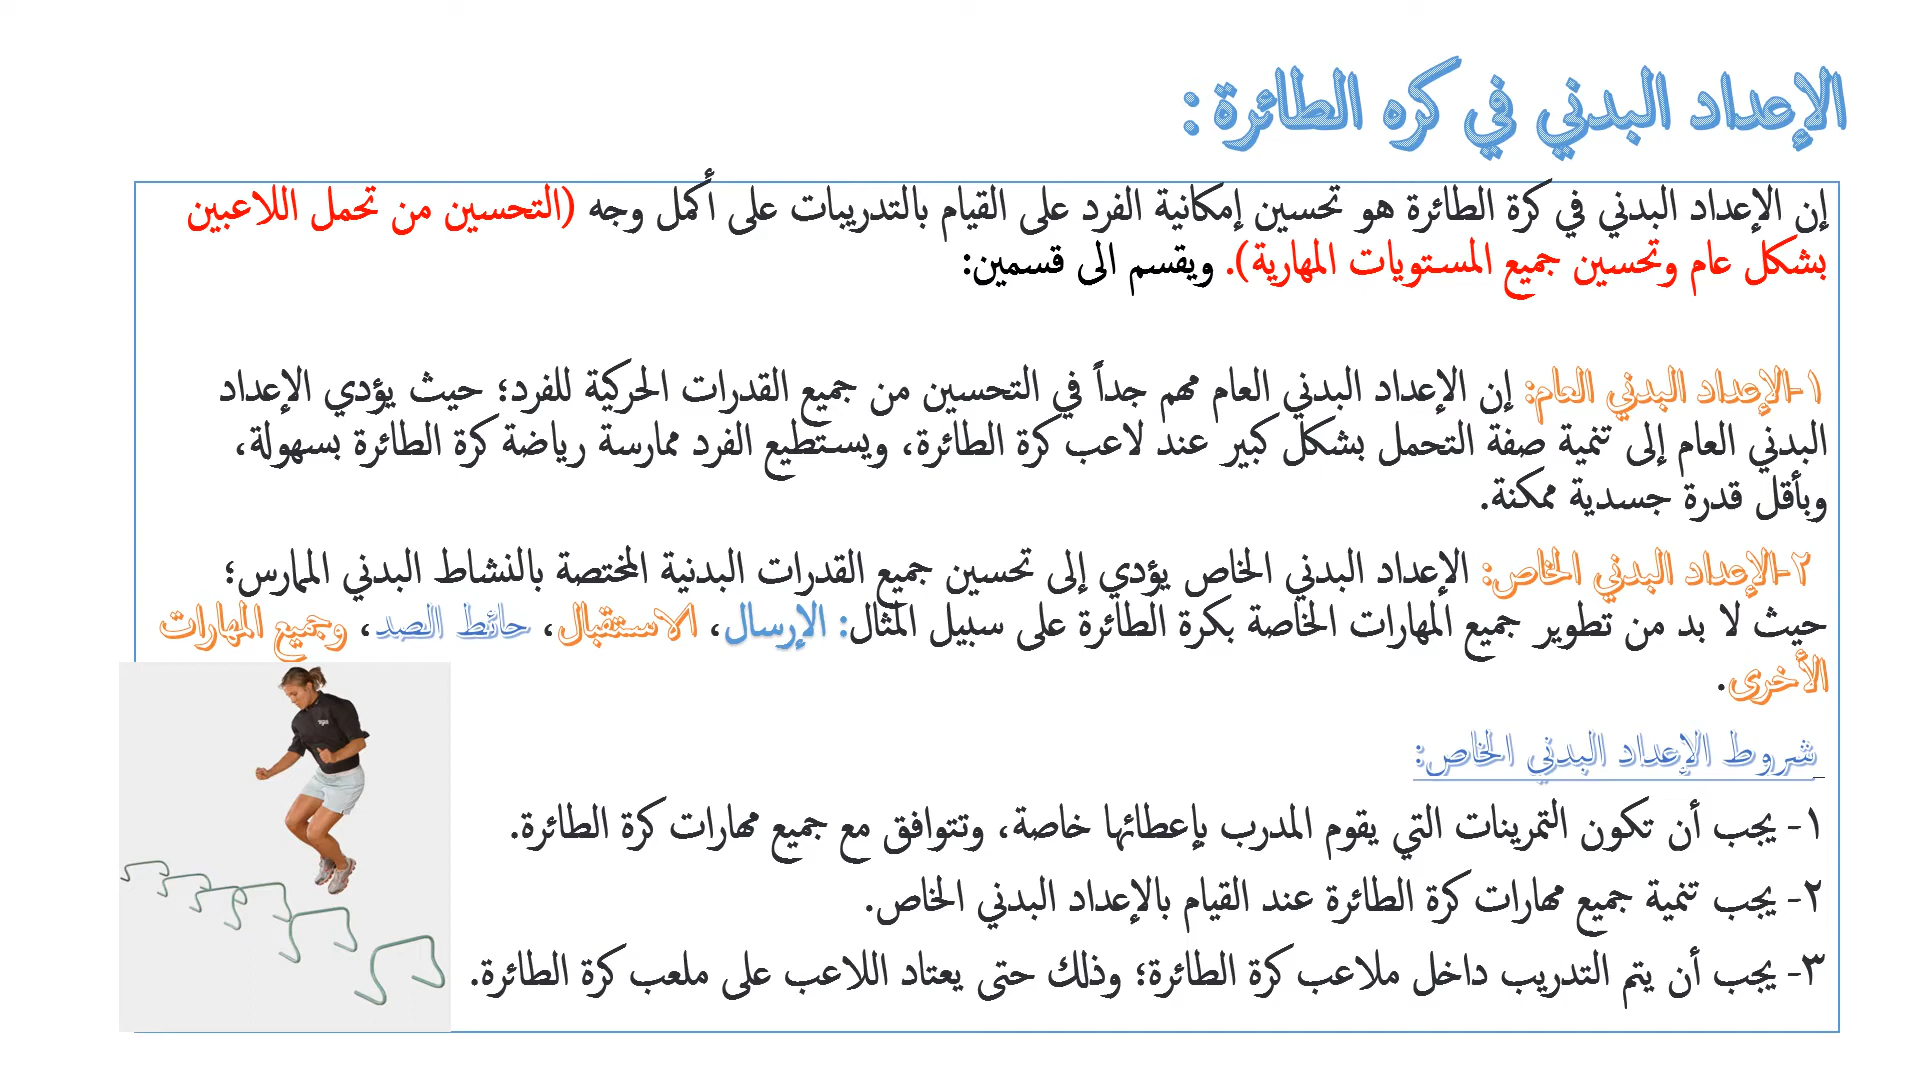 الإعداد البدني في كره الطائرة :
إن الإعداد البدني في كرة الطائرة هو تحسين إمكانية الفرد على القيام بالتدريبات على أكمل وجه (التحسين من تحمل اللاعبين
بشكل عام وتحسين جميع المستويات المهارية). ويقسم الى قسمين:
١-الإعداد البدني العام: إن الإعداد البدني العام مهم جداً في التحسين من جميع القدرات الحركية للفرد؛ حيث يؤدي الإعداد
البدني العام إلى تنمية صفة التحمل بشكل كبير عند لاعب كرة الطائرة، ويستطيع الفرد ممارسة رياضة كرة الطائرة بسهولة،
وبأقل قدرة جسدية ممكنة.
٢-الإعداد البدني الخاص: الإعداد البدني الخاص يؤدي إلى تحسين جميع القدرات البدنية المختصة بالنشاط البدني الممارس؛
حيث لا بد من تطوير جميع المهارات الخاصة بكرة الطائرة على سبيل المثال: الإرسال، الاستقبال، حائط الصد، وجميع المهارات
الأخرى.
شروط الإعداد البدني الخاص:
١- يجب أن تكون التمرينات التي يقوم المدرب بإعطائها خاصة، وتتوافق مع جميع مهارات كرة الطائرة.
٢- يجب تنمية جميع مهارات كرة الطائرة عند القيام بالإعداد البدني الخاص.
٣- يجب أن يتم التدريب داخل ملاعب كرة الطائرة؛ وذلك حتى يعتاد اللاعب على ملعب كرة الطائرة.